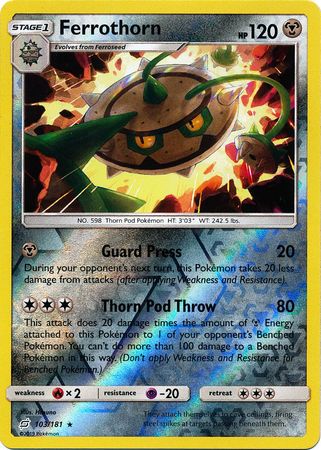 STAGE 1
Ferrothorn
HP 120
Evolves from Ferroseed
NO. 598 Thorn Pod Pokémon HT: 3'03" WT: 242.5 lbs.
Guard Press 20
During your opponent's next turn, this Pokémon takes 20 less
damage from attacks (after applying Weakness and Resistance).
Thorn Pod Throw 80
This attack does 20 damage times the amount of Energy
attached to this Pokémon to 1 of your opponent's Benched
Pokémon. You can't do more than 100 damage to a Benched
Pokémon in this way. (Don't apply Weakness and Resistance for
Benched Pokémon.)
weakness × 2 resistance -20 retreat
Illus. Hasuno
103/181
©2019 Pokémon
They attach themselves to cave ceilings, firing
steel spikes at targets passing beneath them.